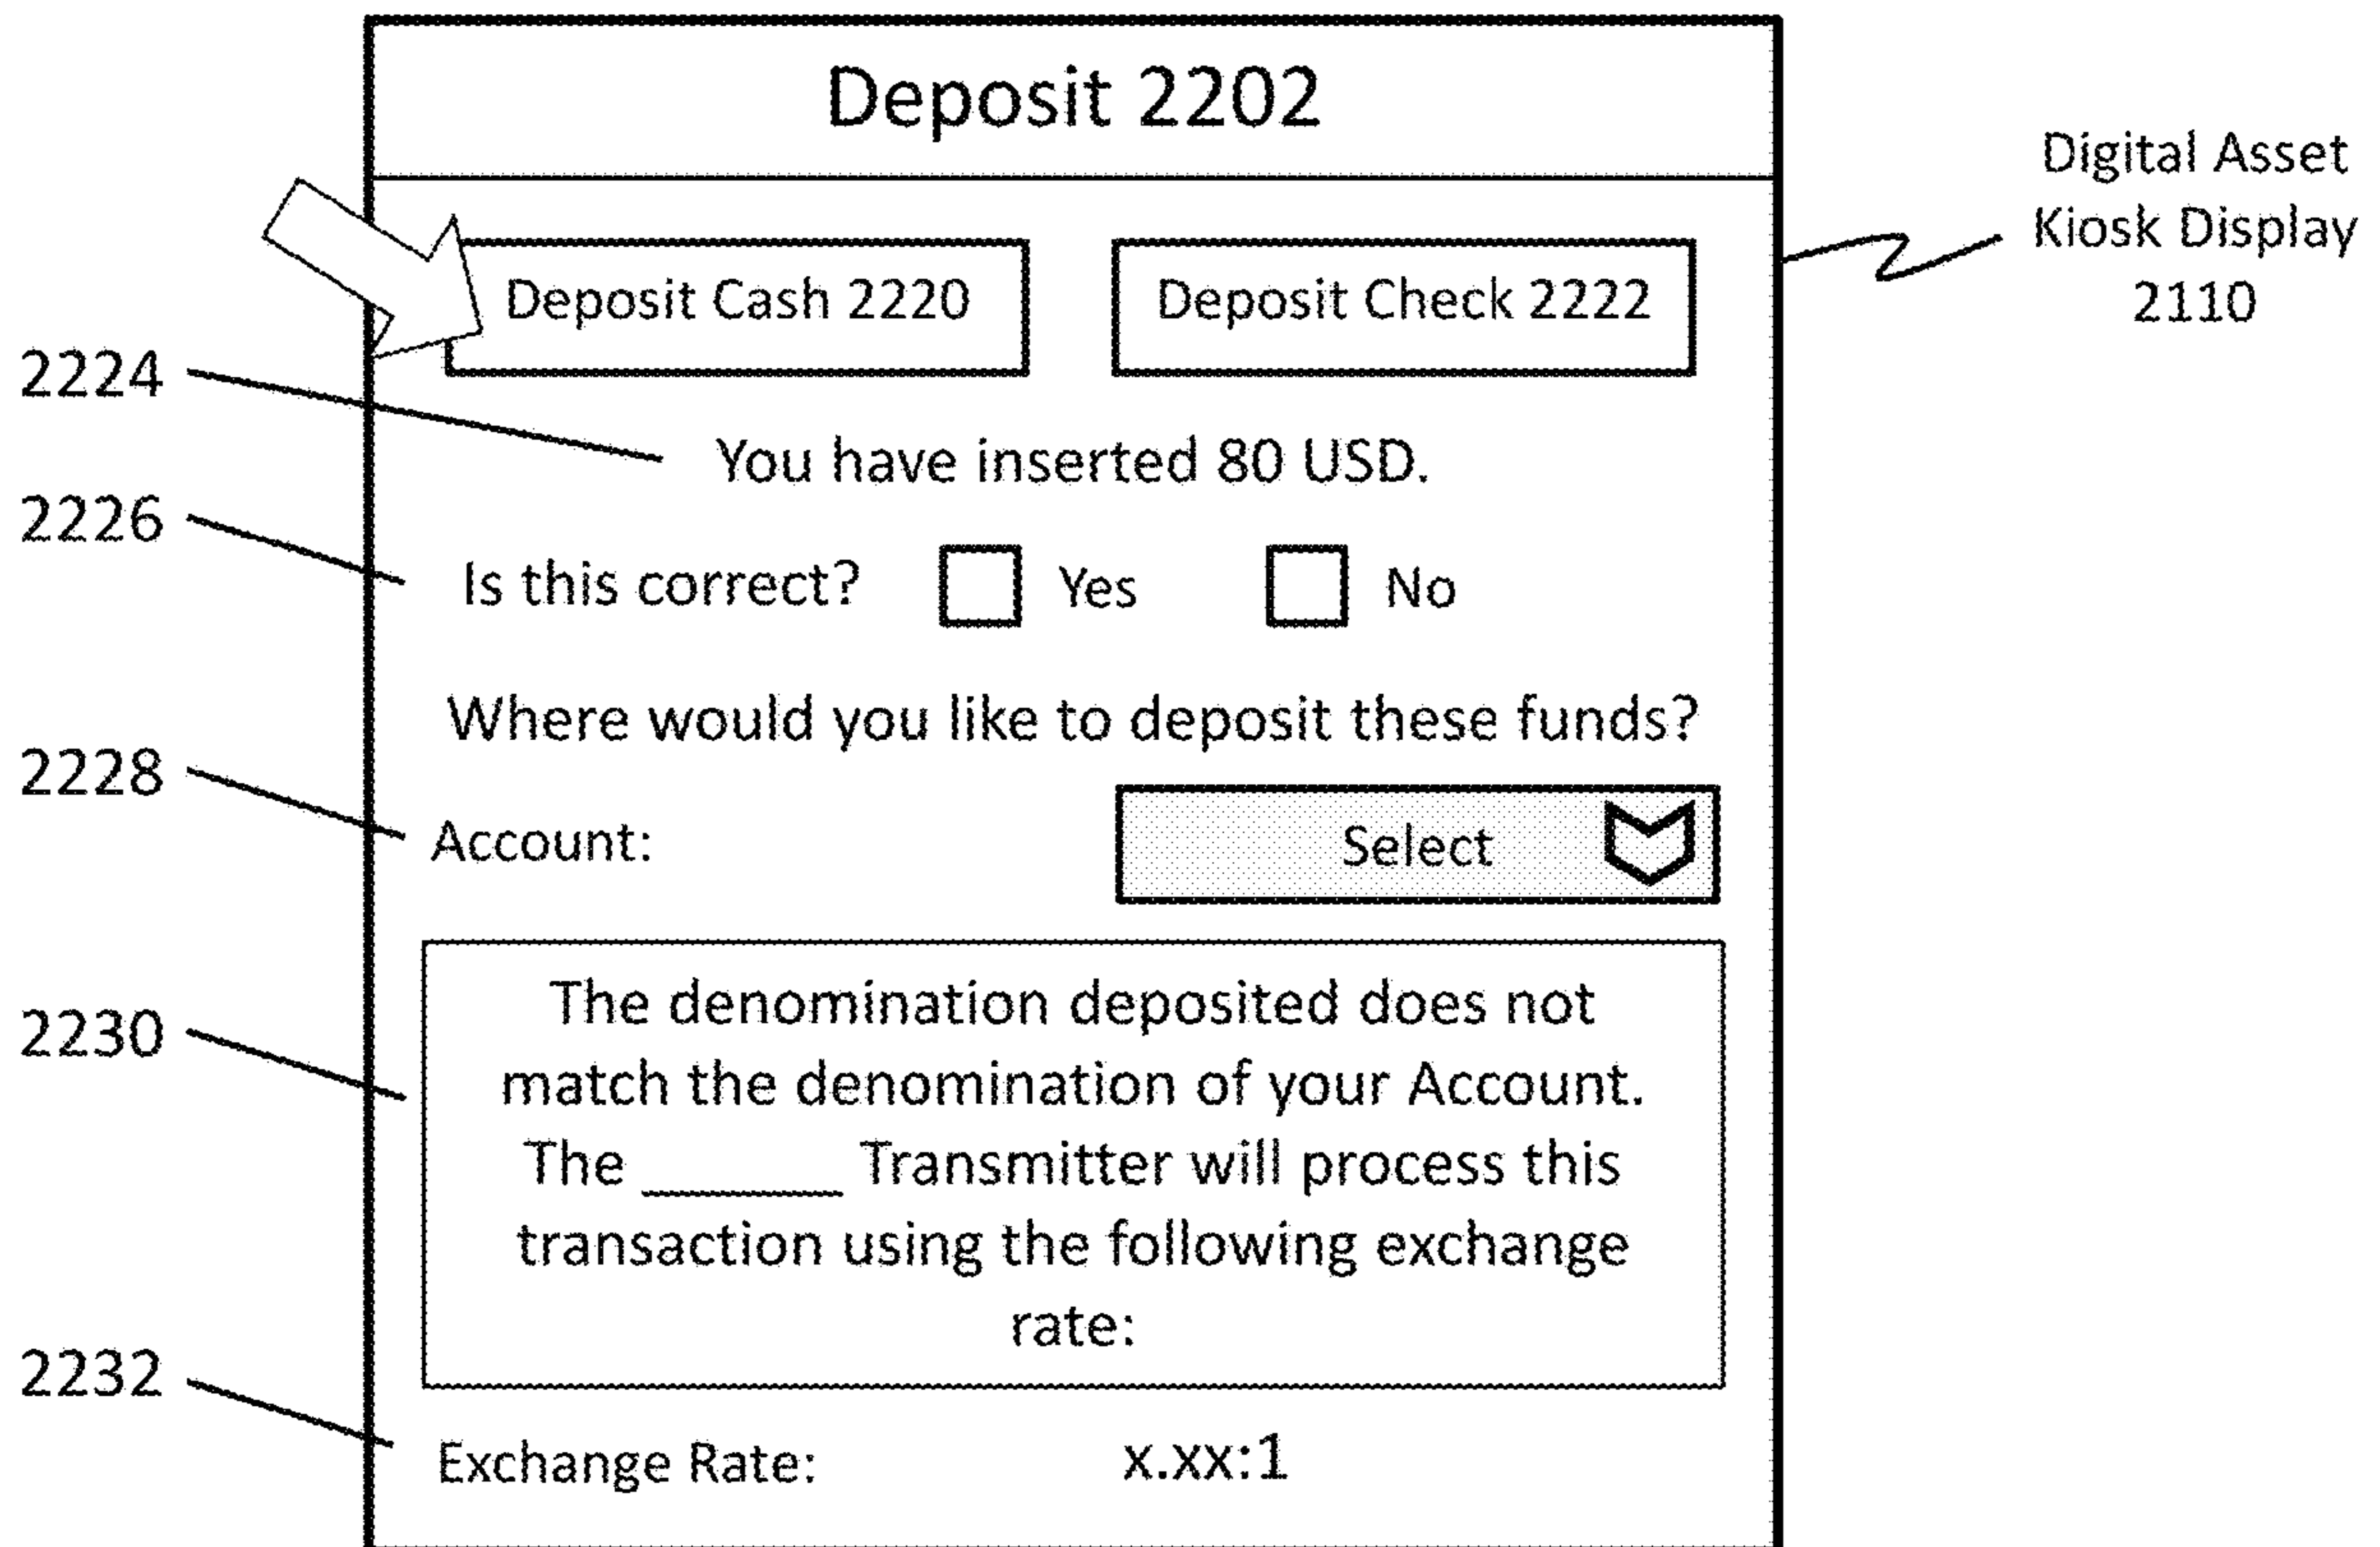 Deposit 2202
Digital Asset
Kiosk Display
2110
Deposit Cash 2220
Deposit Check 2222
2224
You have inserted 80 USD.
2226
Is this correct? Yes No
Where would you like to deposit these funds?
2228
Account: Select
2230
The denomination deposited does not
match the denomination of your Account.
The _______ Transmitter will process this
transaction using the following exchange
rate:
2232
Exchange Rate: x.xx:1